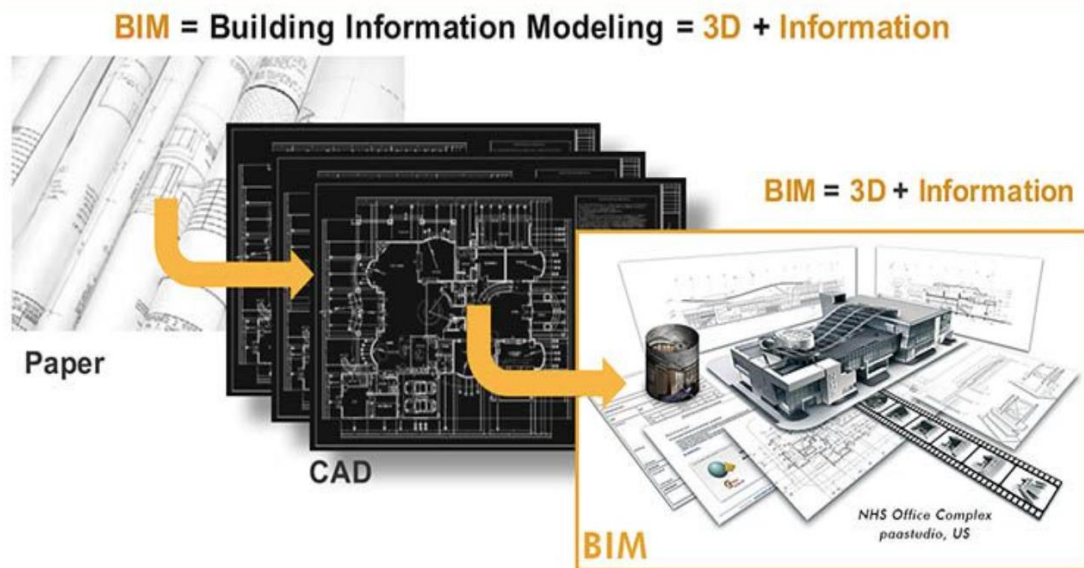 BIM = Building Information Modeling = 3D + Information
BIM = 3D + Information
Paper
CAD
NHS Office Complex
paastudio, US
BIM